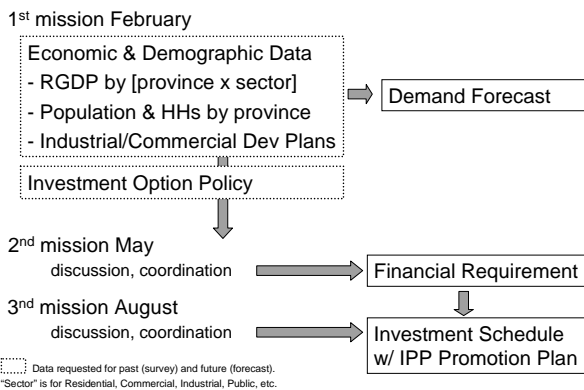 1st mission February
Economic & Demographic Data
- RGDP by [province x sector]
- Population & HHs by province
- Industrial/Commercial Dev Plans
Demand Forecast
Investment Option Policy
2nd mission May
discussion, coordination
Financial Requirement
3nd mission August
discussion, coordination
Investment Schedule
w/ IPP Promotion Plan
Data requested for past (survey) and future (forecast).
“Sector” is for Residential, Commercial, Industrial, Public, etc.